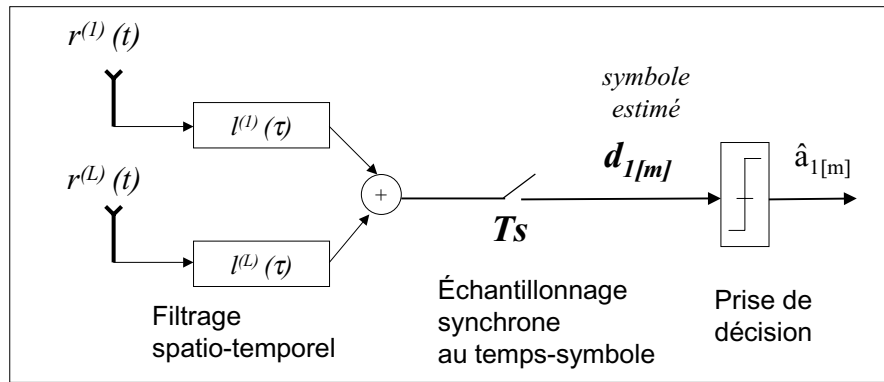 r⁽¹⁾ (t)
l⁽¹⁾ (τ)
r⁽ᴸ⁾ (t)
l⁽ᴸ⁾ (τ)
+
Ts
symbole
estimé
d₁[m]
â₁[m]
Filtrage
spatio-temporel
Échantillonnage
synchrone
au temps-symbole
Prise de
décision